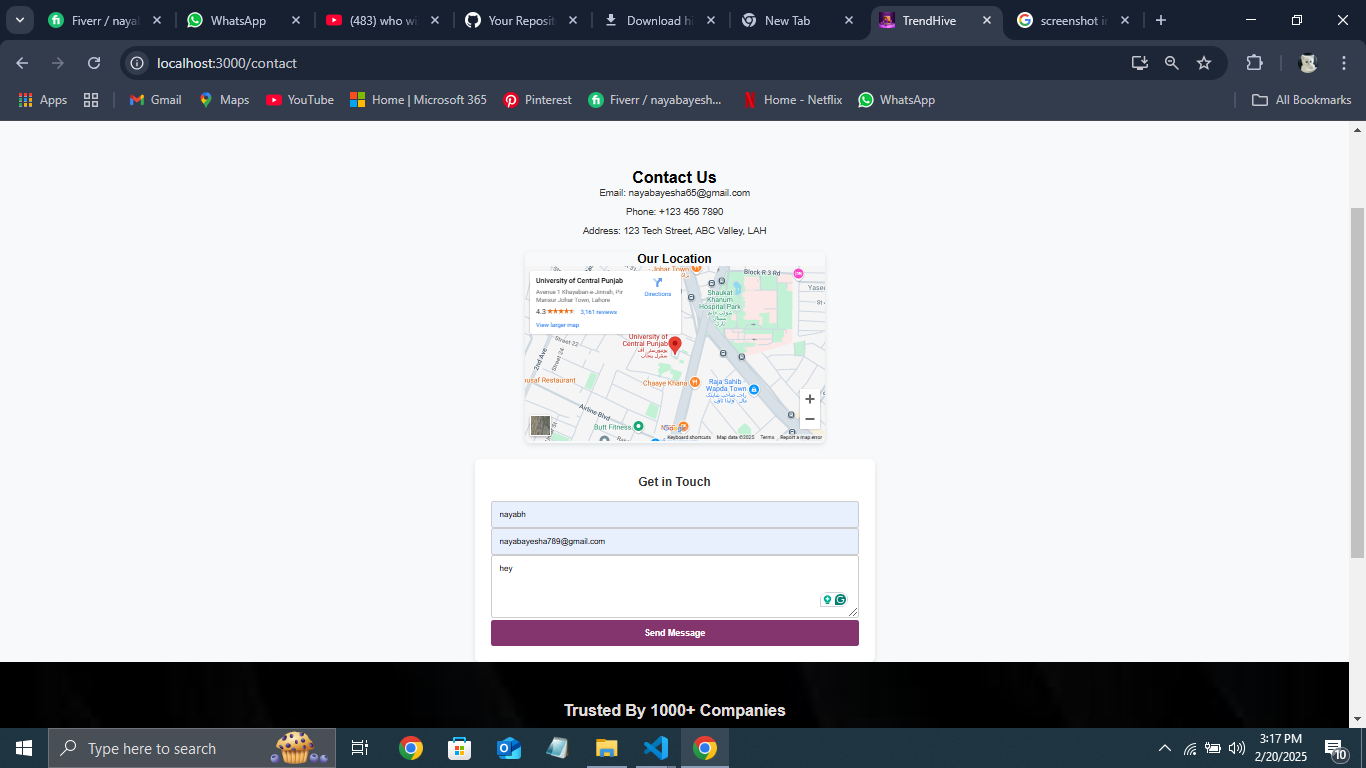 Fiverr / nayal
WhatsApp
(483) who wi
Your Reposit
Download hi
New Tab
TrendHive
screenshot in
localhost:3000/contact
Apps
Gmail
Maps
YouTube
Home | Microsoft 365
Pinterest
Fiverr / nayabayesh...
Home - Netflix
WhatsApp
All Bookmarks
Contact Us
Email: nayabayesha65@gmail.com
Phone: +123 456 7890
Address: 123 Tech Street, ABC Valley, LAH
Our Location
Johar Town
Block R 3 Rd
University of Central Punjab
Avenue 1 Khayaban-e-Jinnah, Pir
Mansur Johar Town, Lahore
4.3
3,161 reviews
View larger map
Directions
Shaukat
Khanum
Hospital Park
Yasee
University of
Central Punjab
Street 22
Street 24
2nd Ave
usaf Restaurant
Chaaye Khana
Raja Sahib
Wapda Town
Airline Blvd
Butt Fitness
Google
+
−
Keyboard shortcuts
Map data ©2025
Terms
Report a map error
Get in Touch
nayabh
nayabayesha789@gmail.com
hey
Send Message
Trusted By 1000+ Companies
Type here to search
3:17 PM
2/20/2025
10